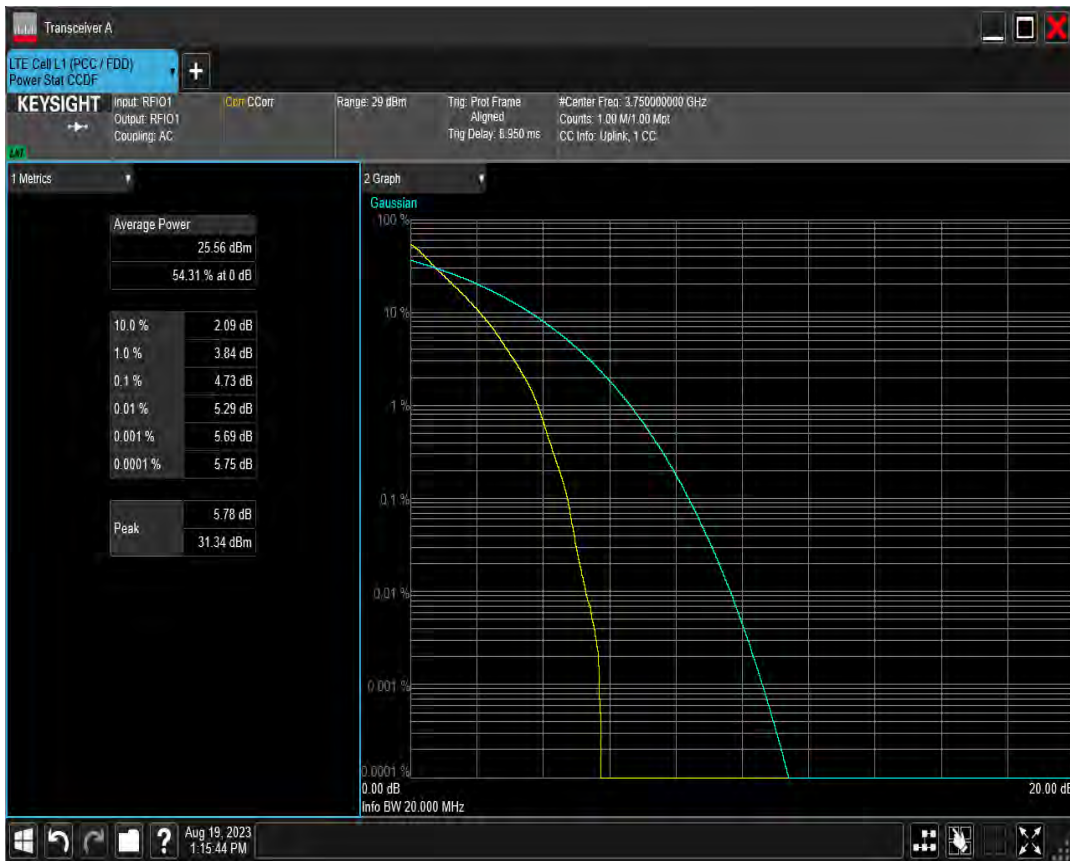 Transceiver A
LTE Cell L1 (PCC / FDD)
Power Stat CCDF
+
KEYSIGHT
Input: RFIO1
Output: RFIO1
Coupling: AC
Corr CCorr
Range: 29 dBm
Trig: Prot Frame
Aligned
Trig Delay: 8.950 ms
#Center Freq: 3.750000000 GHz
Counts: 1.00 M/1.00 Mpt
CC Info: Uplink, 1 CC
LXI
1 Metrics
Average Power
25.56 dBm
54.31 % at 0 dB
10.0 % 2.09 dB
1.0 % 3.84 dB
0.1 % 4.73 dB
0.01 % 5.29 dB
0.001 % 5.69 dB
0.0001 % 5.75 dB
Peak
5.78 dB
31.34 dBm
2 Graph
Gaussian
100 %
10 %
1 %
0.1 %
0.01 %
0.001 %
0.0001 %
0.00 dB
20.00 dB
Info BW 20.000 MHz
?
Aug 19, 2023
1:15:44 PM